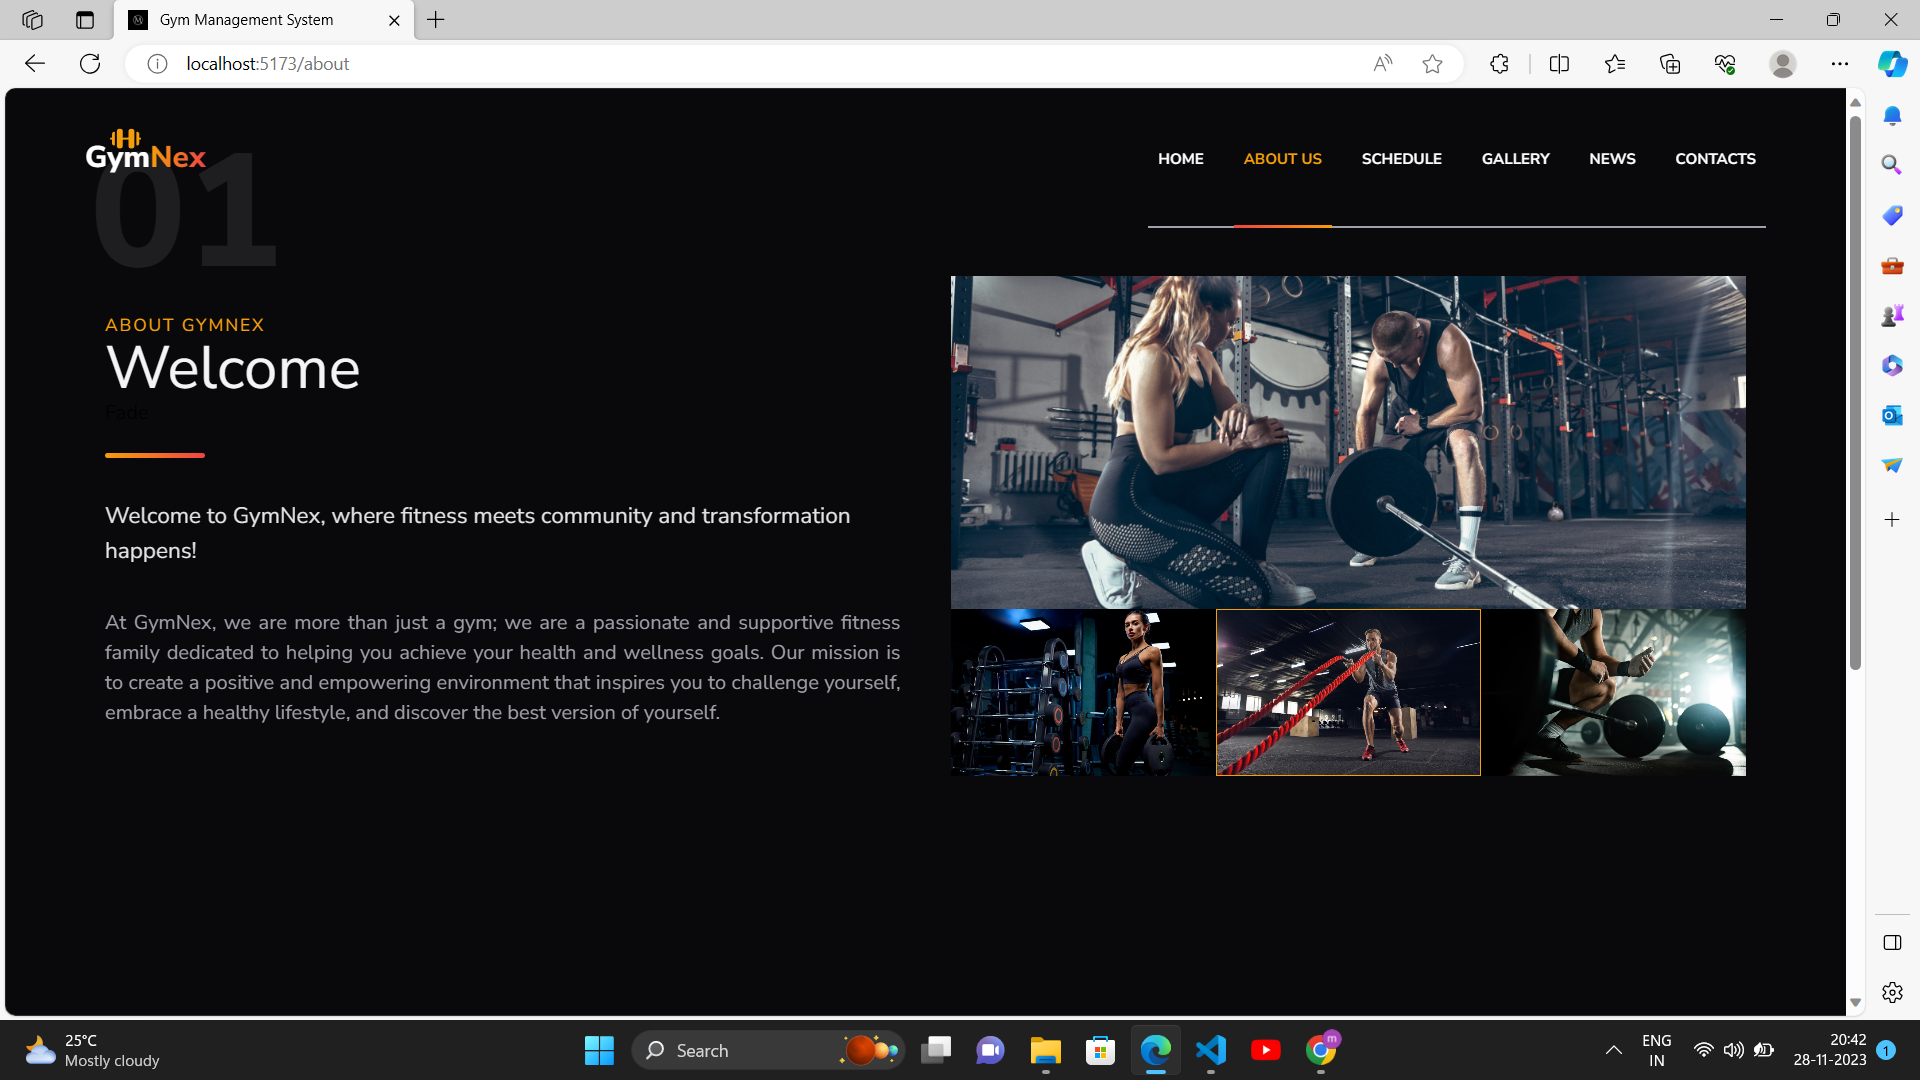 Gym Management System
localhost:5173/about
GymNex
HOME ABOUT US SCHEDULE GALLERY NEWS CONTACTS
01
ABOUT GYMNEX
Welcome
Fade
Welcome to GymNex, where fitness meets community and transformation
happens!
At GymNex, we are more than just a gym; we are a passionate and supportive fitness
family dedicated to helping you achieve your health and wellness goals. Our mission is
to create a positive and empowering environment that inspires you to challenge yourself,
embrace a healthy lifestyle, and discover the best version of yourself.
25°C
Mostly cloudy
Search
m
ENG
IN
20:42
28-11-2023
1